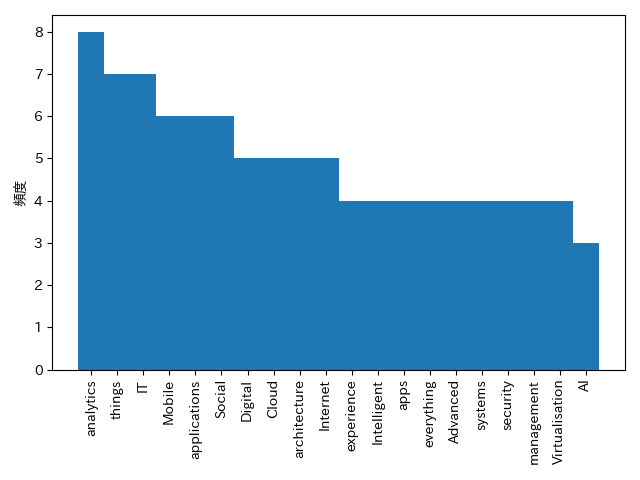 頻度
8
7
6
5
4
3
2
1
0
analytics
things
IT
Mobile
applications
Social
Digital
Cloud
architecture
Internet
experience
Intelligent
apps
everything
Advanced
systems
security
management
Virtualisation
AI